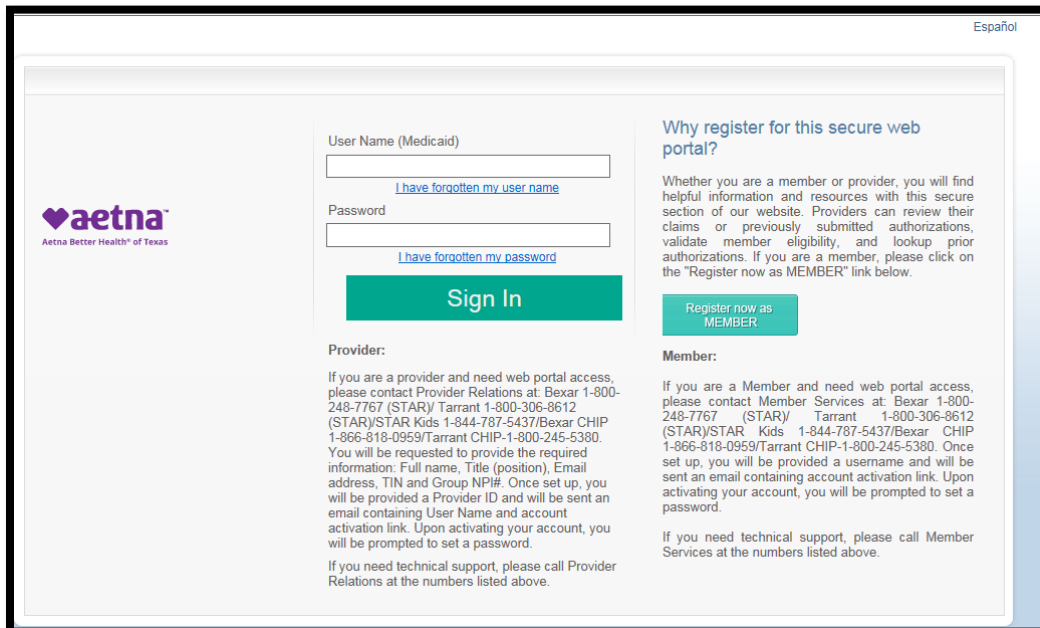 Español
aetna™
Aetna Better Health® of Texas
User Name (Medicaid)
I have forgotten my user name
Password
I have forgotten my password
Sign In
Provider:
If you are a provider and need web portal access,
please contact Provider Relations at: Bexar 1-800-
248-7767 (STAR)/ Tarrant 1-800-306-8612
(STAR)/STAR Kids 1-844-787-5437/Bexar CHIP
1-866-818-0959/Tarrant CHIP-1-800-245-5380.
You will be requested to provide the required
information: Full name, Title (position), Email
address, TIN and Group NPI#. Once set up, you
will be provided a Provider ID and will be sent an
email containing User Name and account
activation link. Upon activating your account, you
will be prompted to set a password.
If you need technical support, please call Provider
Relations at the numbers listed above.
Why register for this secure web
portal?
Whether you are a member or provider, you will find
helpful information and resources with this secure
section of our website. Providers can review their
claims or previously submitted authorizations,
validate member eligibility, and lookup prior
authorizations. If you are a member, please click on
the "Register now as MEMBER" link below.
Register now as
MEMBER
Member:
If you are a Member and need web portal access,
please contact Member Services at: Bexar 1-800-
248-7767 (STAR)/ Tarrant 1-800-306-8612
(STAR)/STAR Kids 1-844-787-5437/Bexar CHIP
1-866-818-0959/Tarrant CHIP-1-800-245-5380. Once
set up, you will be provided a username and will be
sent an email containing account activation link. Upon
activating your account, you will be prompted to set a
password.
If you need technical support, please call Member
Services at the numbers listed above.